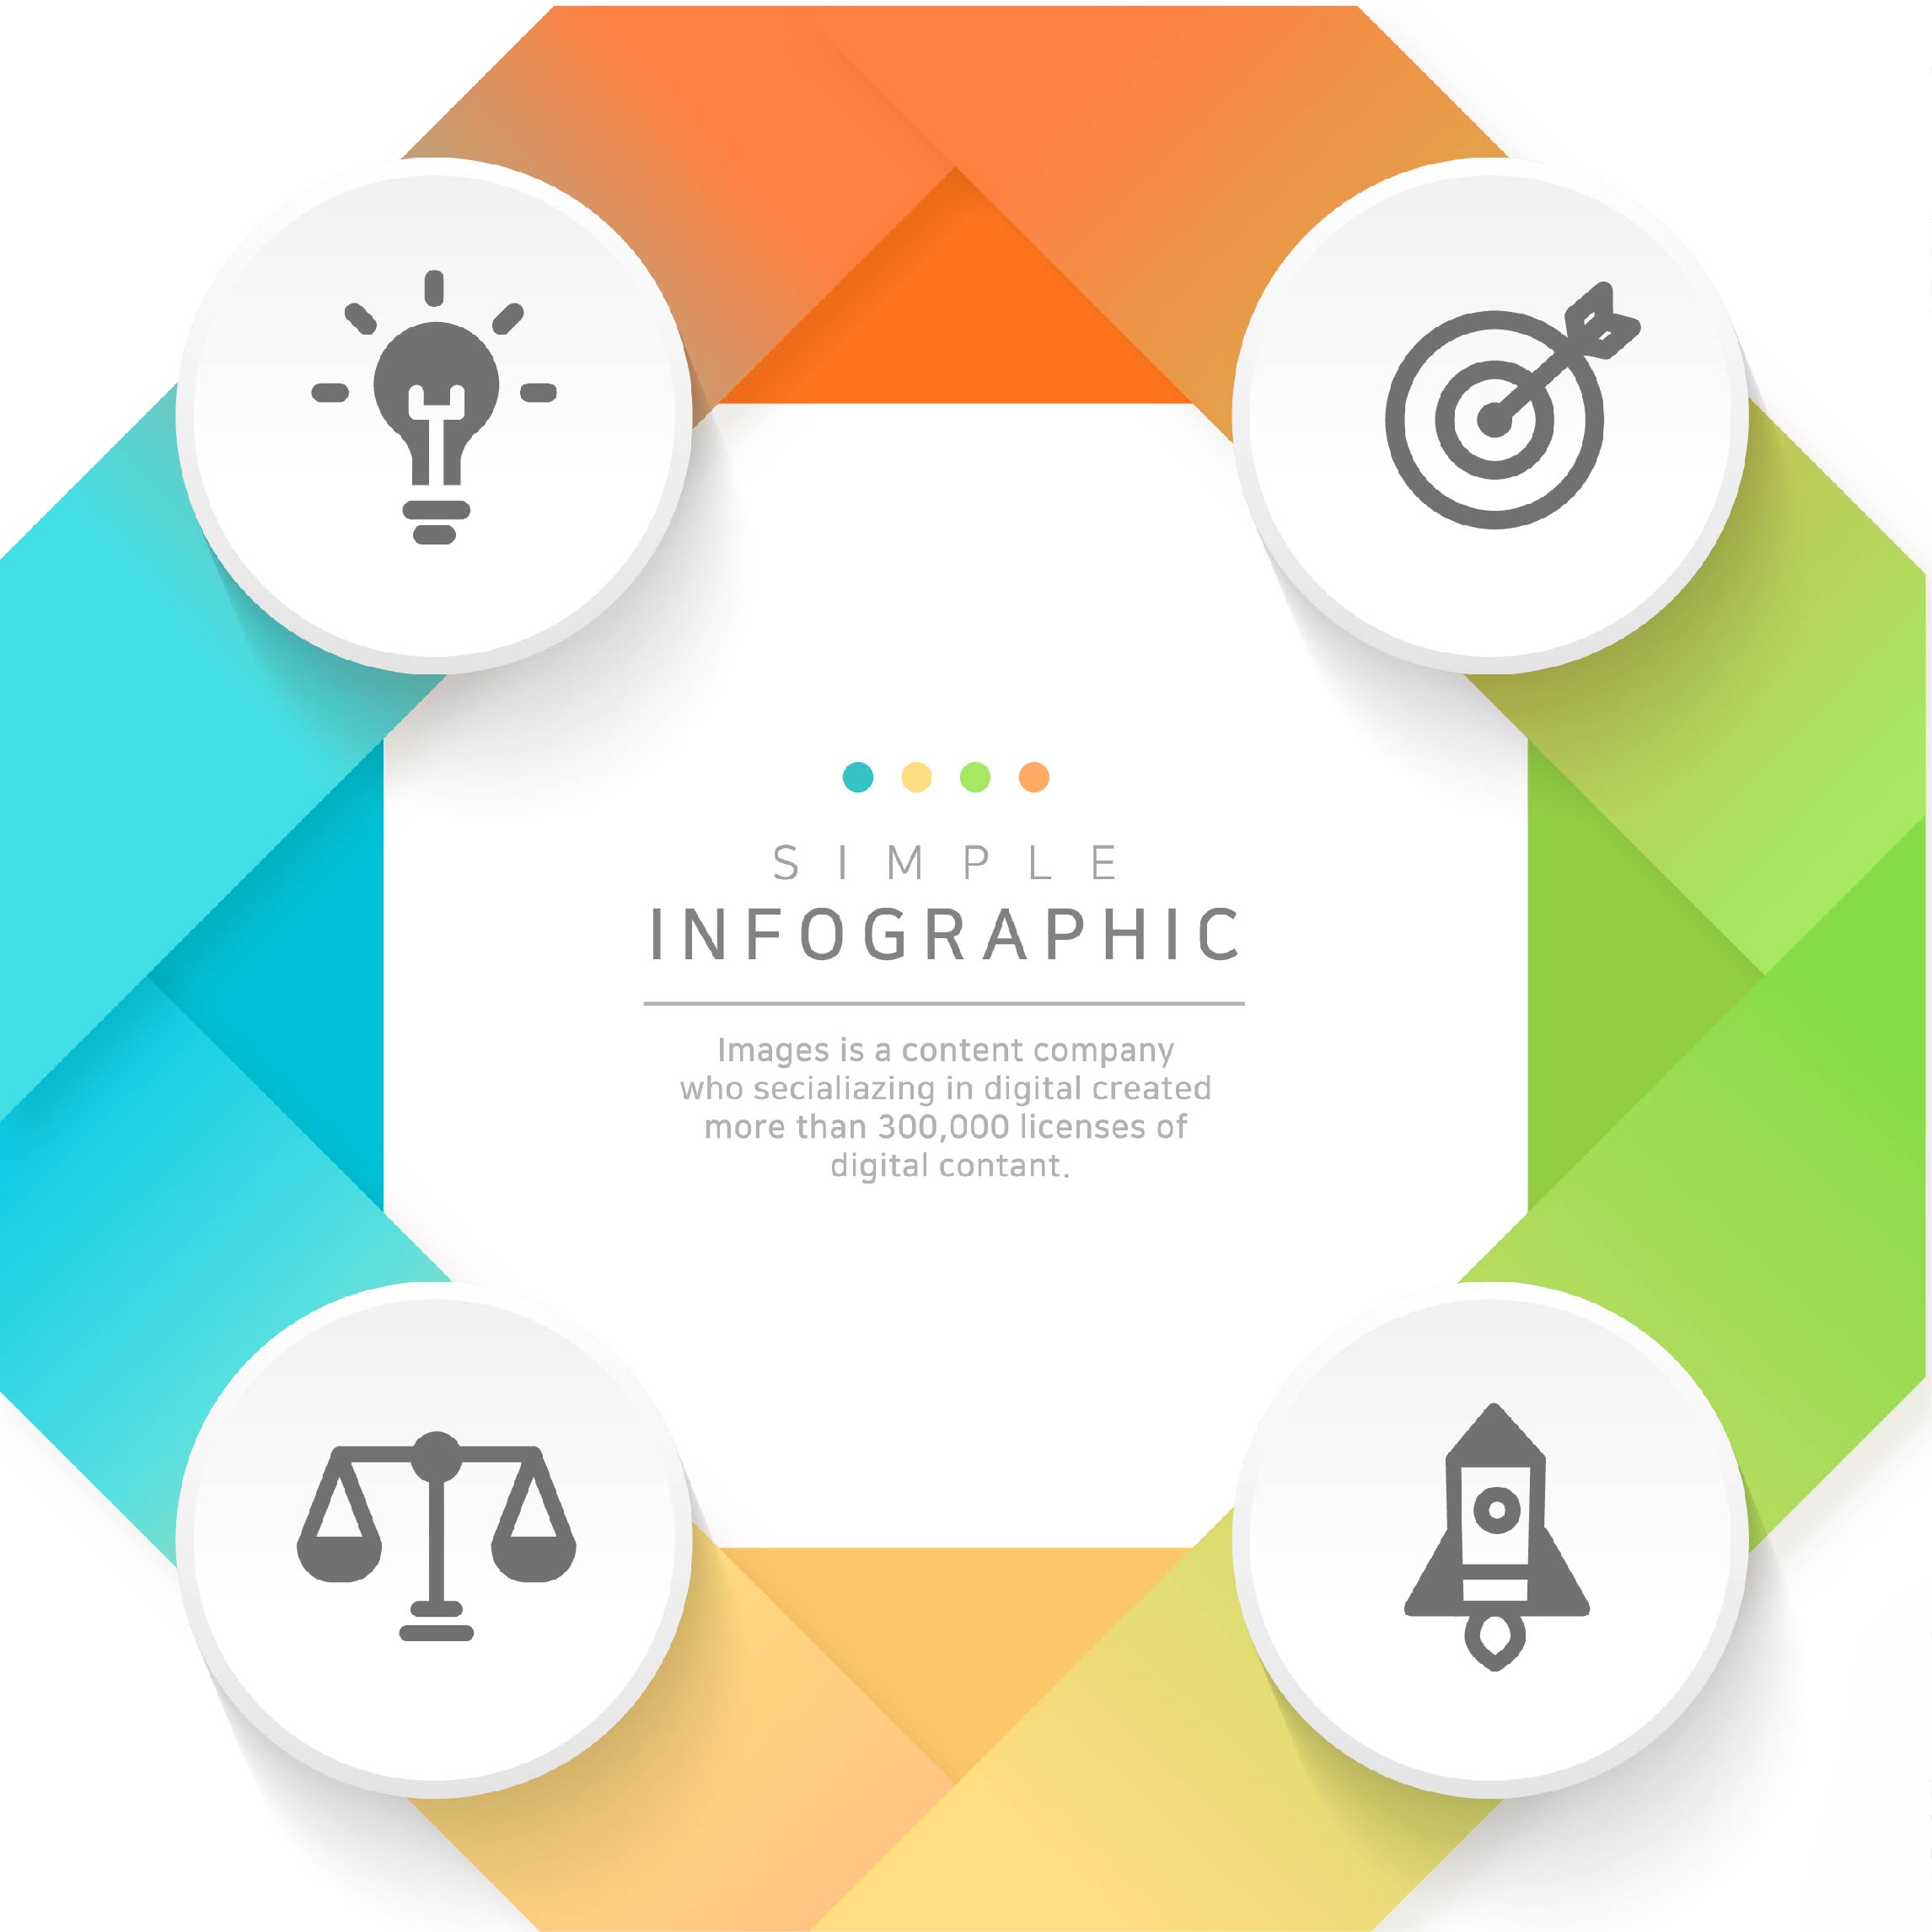 SIMPLE
INFOGRAPHIC
Images is a content company
who secialiazing in digital created
more than 300,000 licenses of
digital contant.